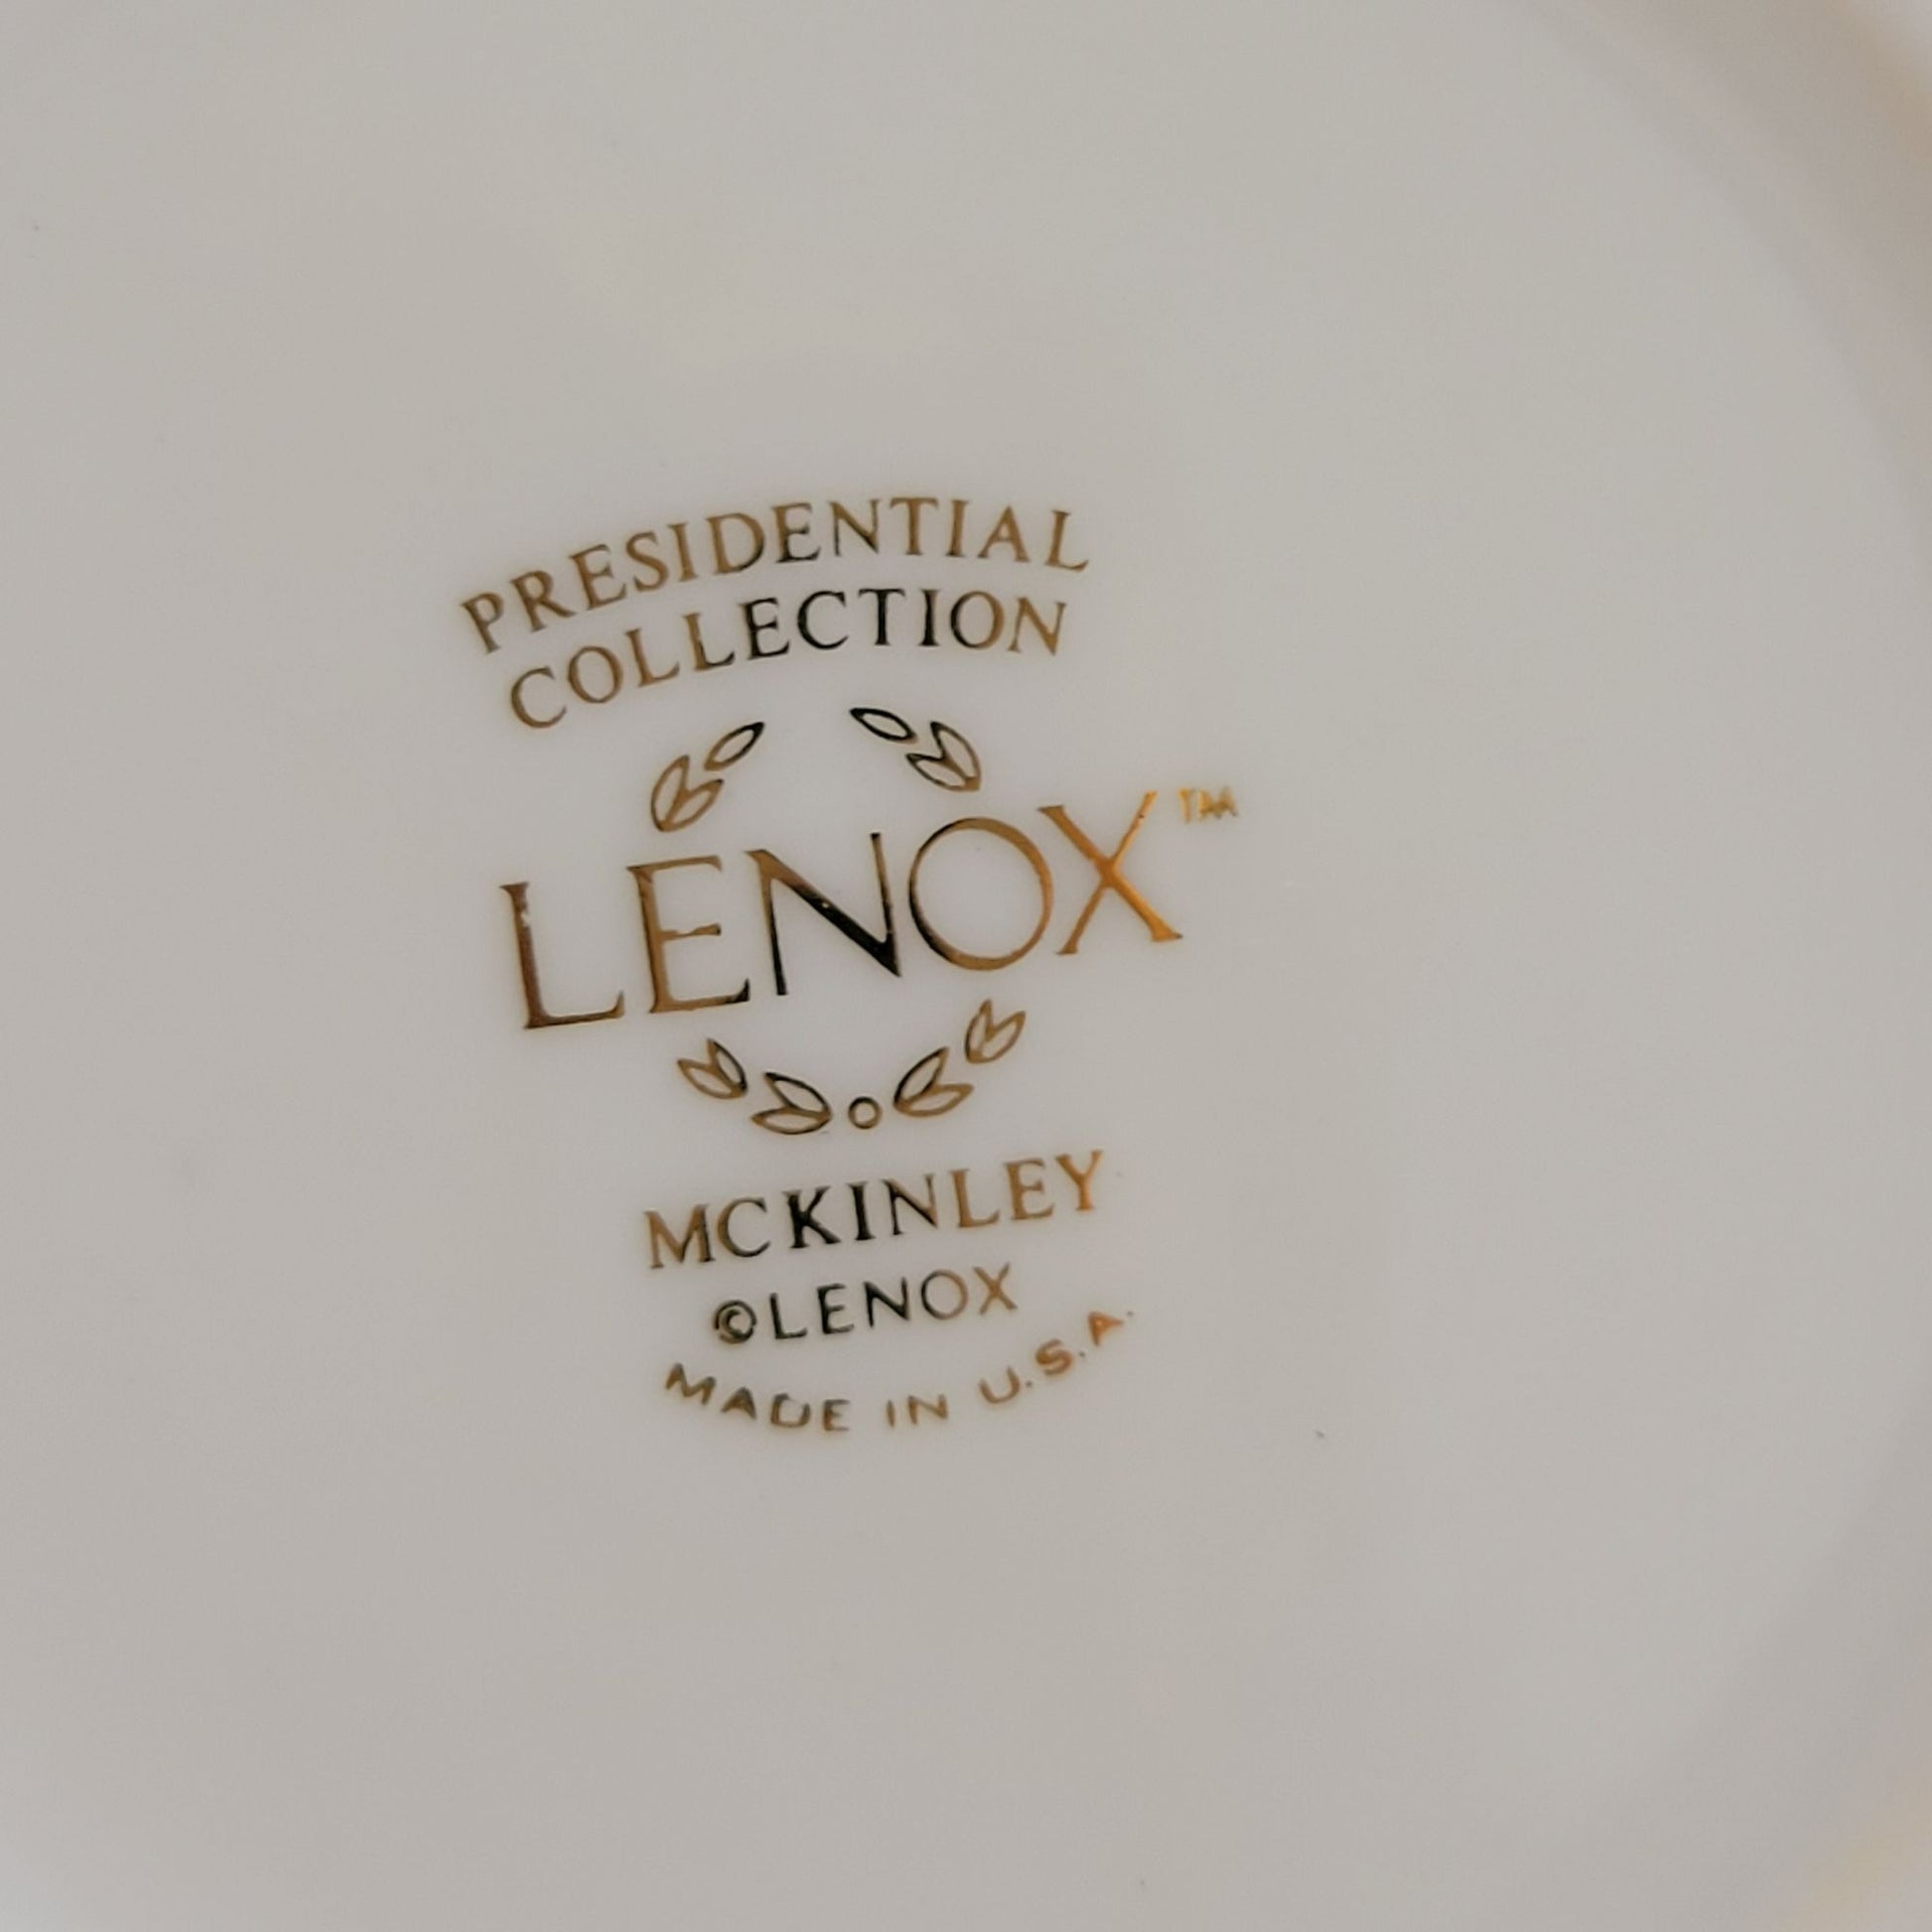 PRESIDENTIAL
COLLECTION
LENOX™
MCKINLEY
©LENOX
MADE IN U.S.A.